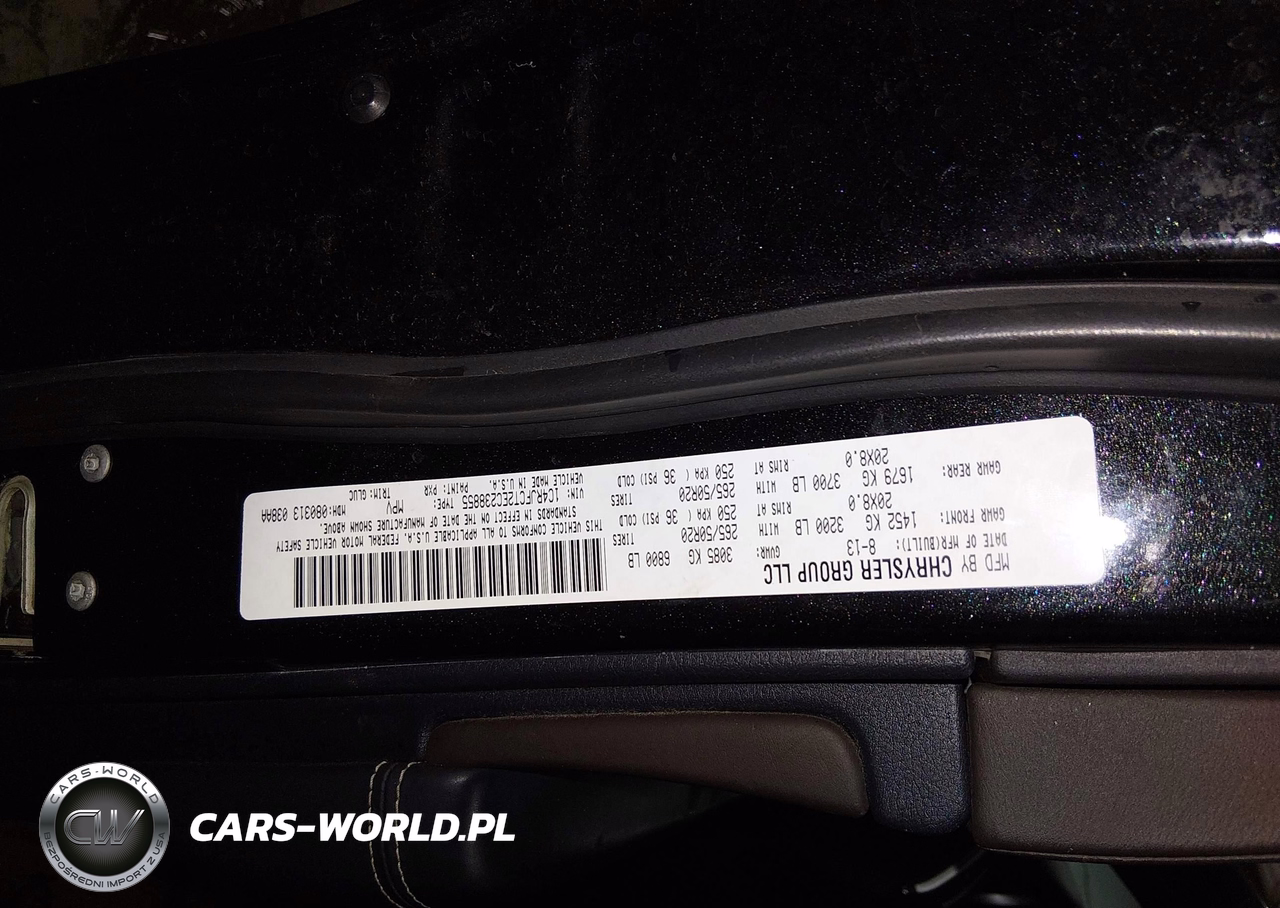 MFD BY CHRYSLER GROUP LLC
DATE OF MFR(BUILT): 8-13 GVWR: 3085 KG 6800 LB
GAWR FRONT: WITH TIRES
1452 KG 3200 LB 265/50R20
RIMS AT
20X8.0 250 KPA ( 36 PSI) COLD
GAWR REAR: WITH TIRES
1679 KG 3700 LB 265/50R20
RIMS AT
20X8.0 250 KPA ( 36 PSI) COLD
THIS VEHICLE CONFORMS TO ALL APPLICABLE U.S.A. FEDERAL MOTOR VEHICLE SAFETY
STANDARDS IN EFFECT ON THE DATE OF MANUFACTURE SHOWN ABOVE.
VIN: 1C4RJFCT2EC238855 TYPE: MPV MDH: 080313 038AA
PAINT: PXR TRIM: GLUC
VEHICLE MADE IN U.S.A.
CARS-WORLD
CW
BEZPOŚREDNI IMPORT Z USA
CARS-WORLD.PL